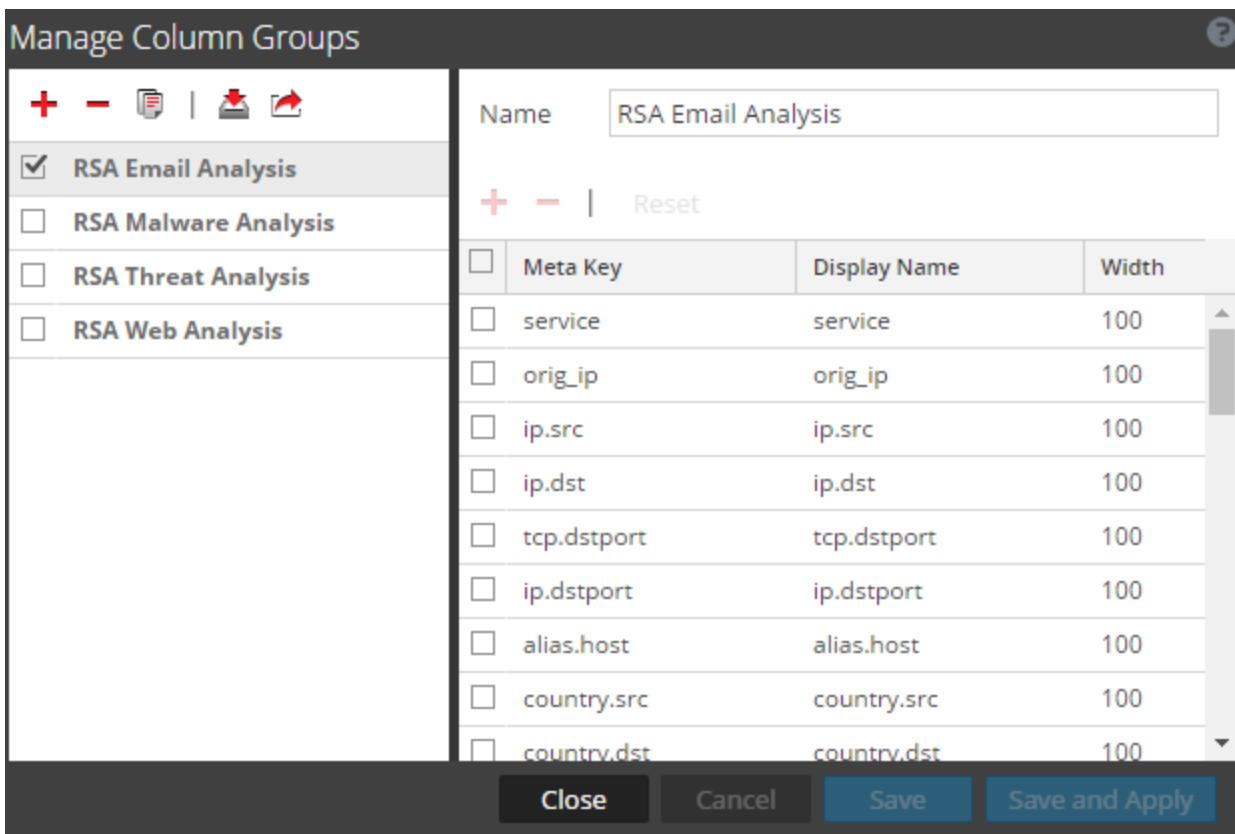 Manage Column Groups
RSA Email Analysis
RSA Malware Analysis
RSA Threat Analysis
RSA Web Analysis
Name RSA Email Analysis
Reset
Meta Key Display Name Width
service service 100
orig_ip orig_ip 100
ip.src ip.src 100
ip.dst ip.dst 100
tcp.dstport tcp.dstport 100
ip.dstport ip.dstport 100
alias.host alias.host 100
country.src country.src 100
country.dst country.dst 100
Close Cancel Save Save and Apply